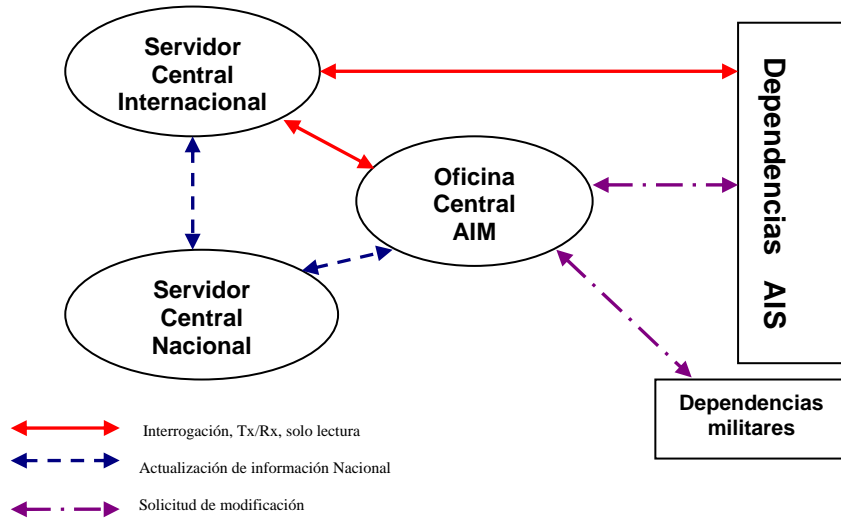 Servidor
Central
Internacional
Dependencias AIS
Oficina
Central
AIM
Servidor
Central
Nacional
Dependencias
militares
Interrogación, Tx/Rx, solo lectura
Actualización de información Nacional
Solicitud de modificación